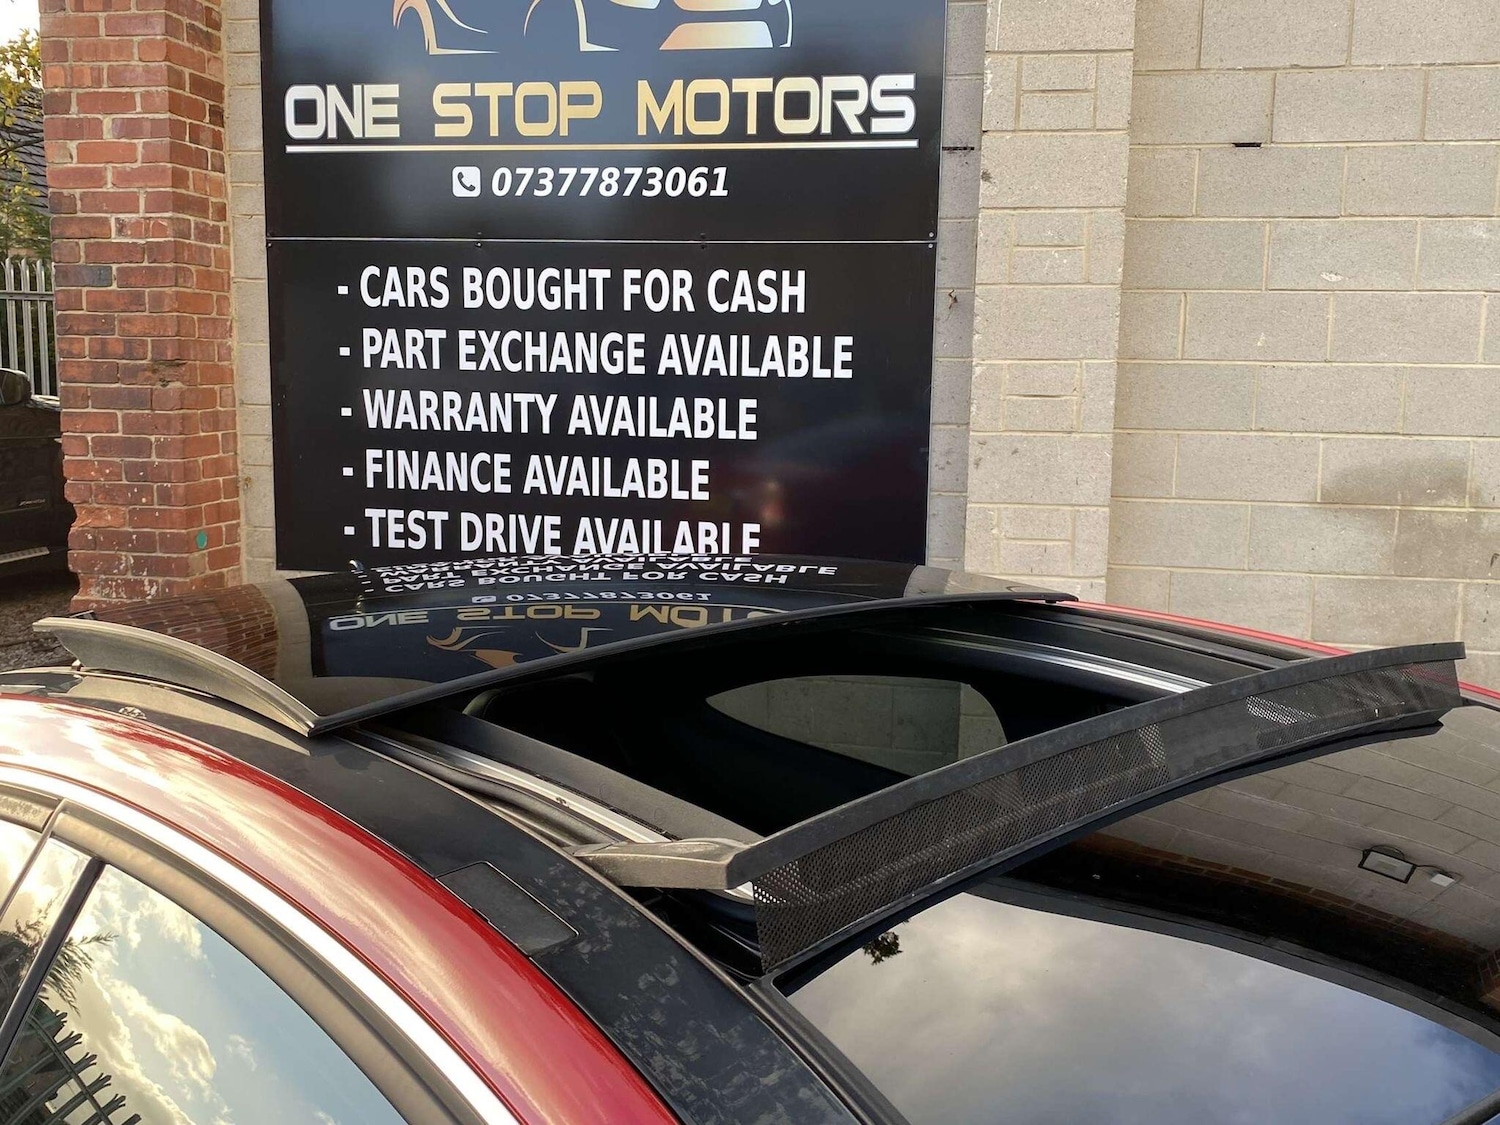 ONE STOP MOTORS
07377873061
- CARS BOUGHT FOR CASH
- PART EXCHANGE AVAILABLE
- WARRANTY AVAILABLE
- FINANCE AVAILABLE
- TEST DRIVE AVAILABLE